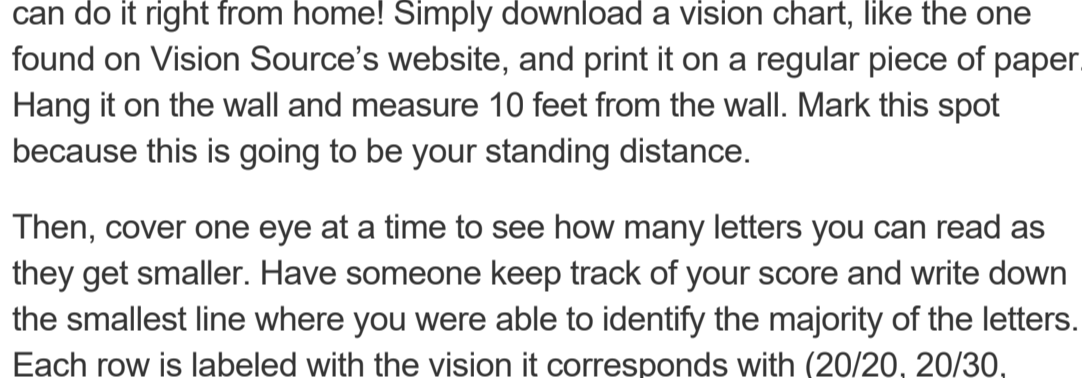 can do it right from home! Simply download a vision chart, like the one
found on Vision Source’s website, and print it on a regular piece of paper.
Hang it on the wall and measure 10 feet from the wall. Mark this spot
because this is going to be your standing distance.
Then, cover one eye at a time to see how many letters you can read as
they get smaller. Have someone keep track of your score and write down
the smallest line where you were able to identify the majority of the letters.
Each row is labeled with the vision it corresponds with (20/20, 20/30,